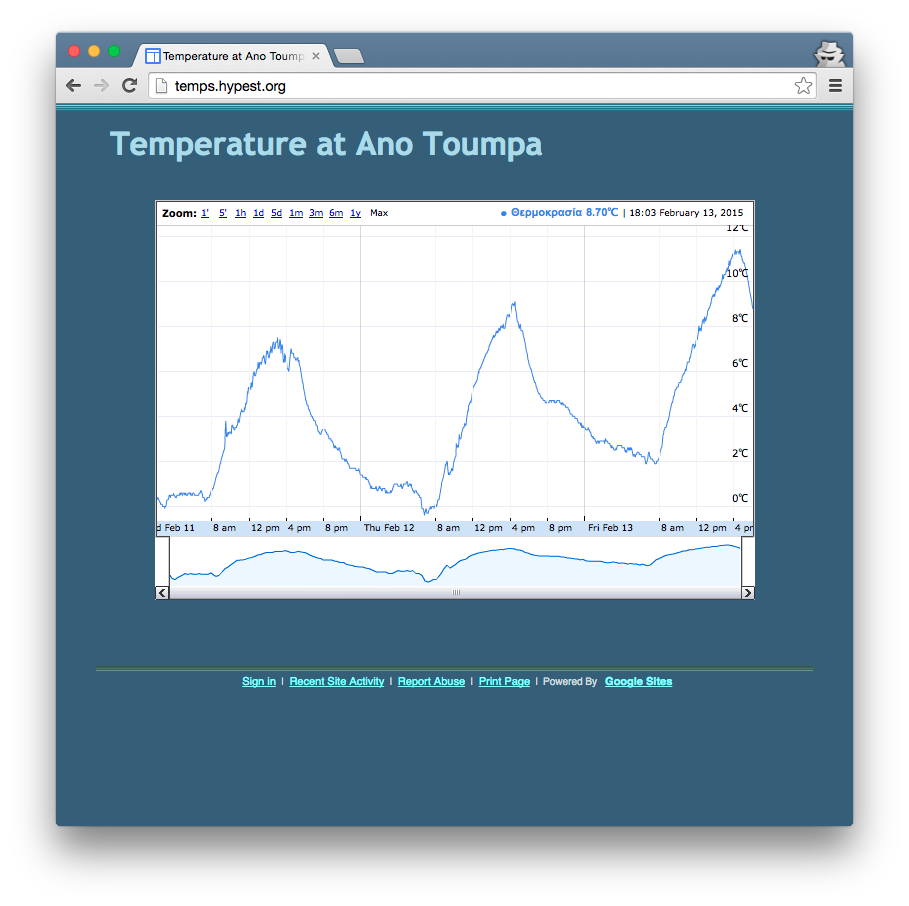 Temperature at Ano Toump
temps.hypest.org
Temperature at Ano Toumpa
Zoom: 1' 5' 1h 1d 5d 1m 3m 6m 1y Max Θερμοκρασία 8.70℃ | 18:03 February 13, 2015
12℃
10℃
8℃
6℃
4℃
2℃
0℃
d Feb 11 8 am 12 pm 4 pm 8 pm Thu Feb 12 8 am 12 pm 4 pm 8 pm Fri Feb 13 8 am 12 pm 4 pr
Sign in | Recent Site Activity | Report Abuse | Print Page | Powered By Google Sites